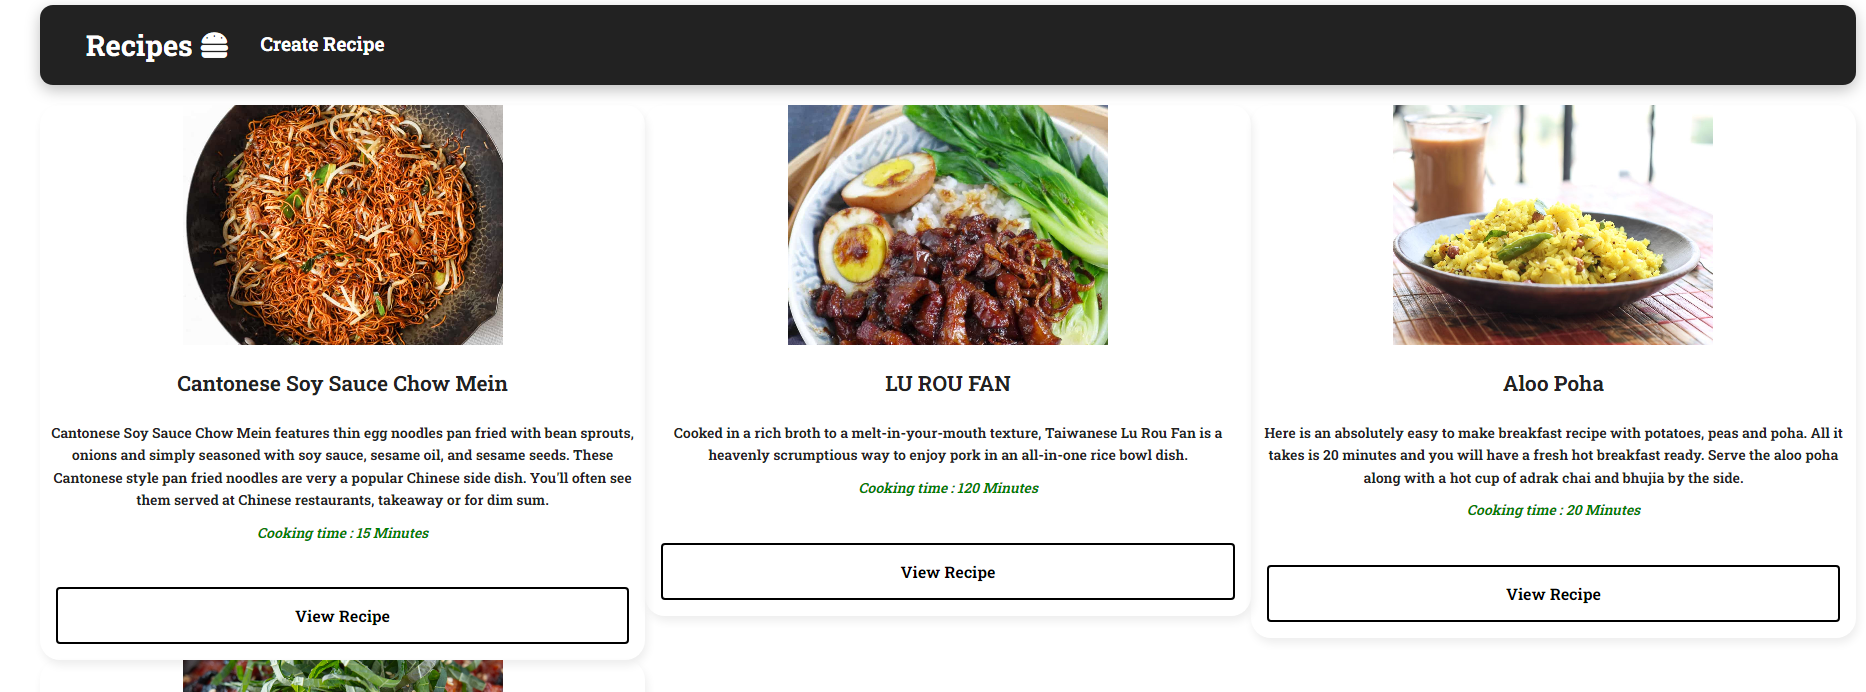 Recipes
Create Recipe
Cantonese Soy Sauce Chow Mein
Cantonese Soy Sauce Chow Mein features thin egg noodles pan fried with bean sprouts,
onions and simply seasoned with soy sauce, sesame oil, and sesame seeds. These
Cantonese style pan fried noodles are very a popular Chinese side dish. You'll often see
them served at Chinese restaurants, takeaway or for dim sum.
Cooking time : 15 Minutes
View Recipe
LU ROU FAN
Cooked in a rich broth to a melt-in-your-mouth texture, Taiwanese Lu Rou Fan is a
heavenly scrumptious way to enjoy pork in an all-in-one rice bowl dish.
Cooking time : 120 Minutes
View Recipe
Aloo Poha
Here is an absolutely easy to make breakfast recipe with potatoes, peas and poha. All it
takes is 20 minutes and you will have a fresh hot breakfast ready. Serve the aloo poha
along with a hot cup of adrak chai and bhujia by the side.
Cooking time : 20 Minutes
View Recipe